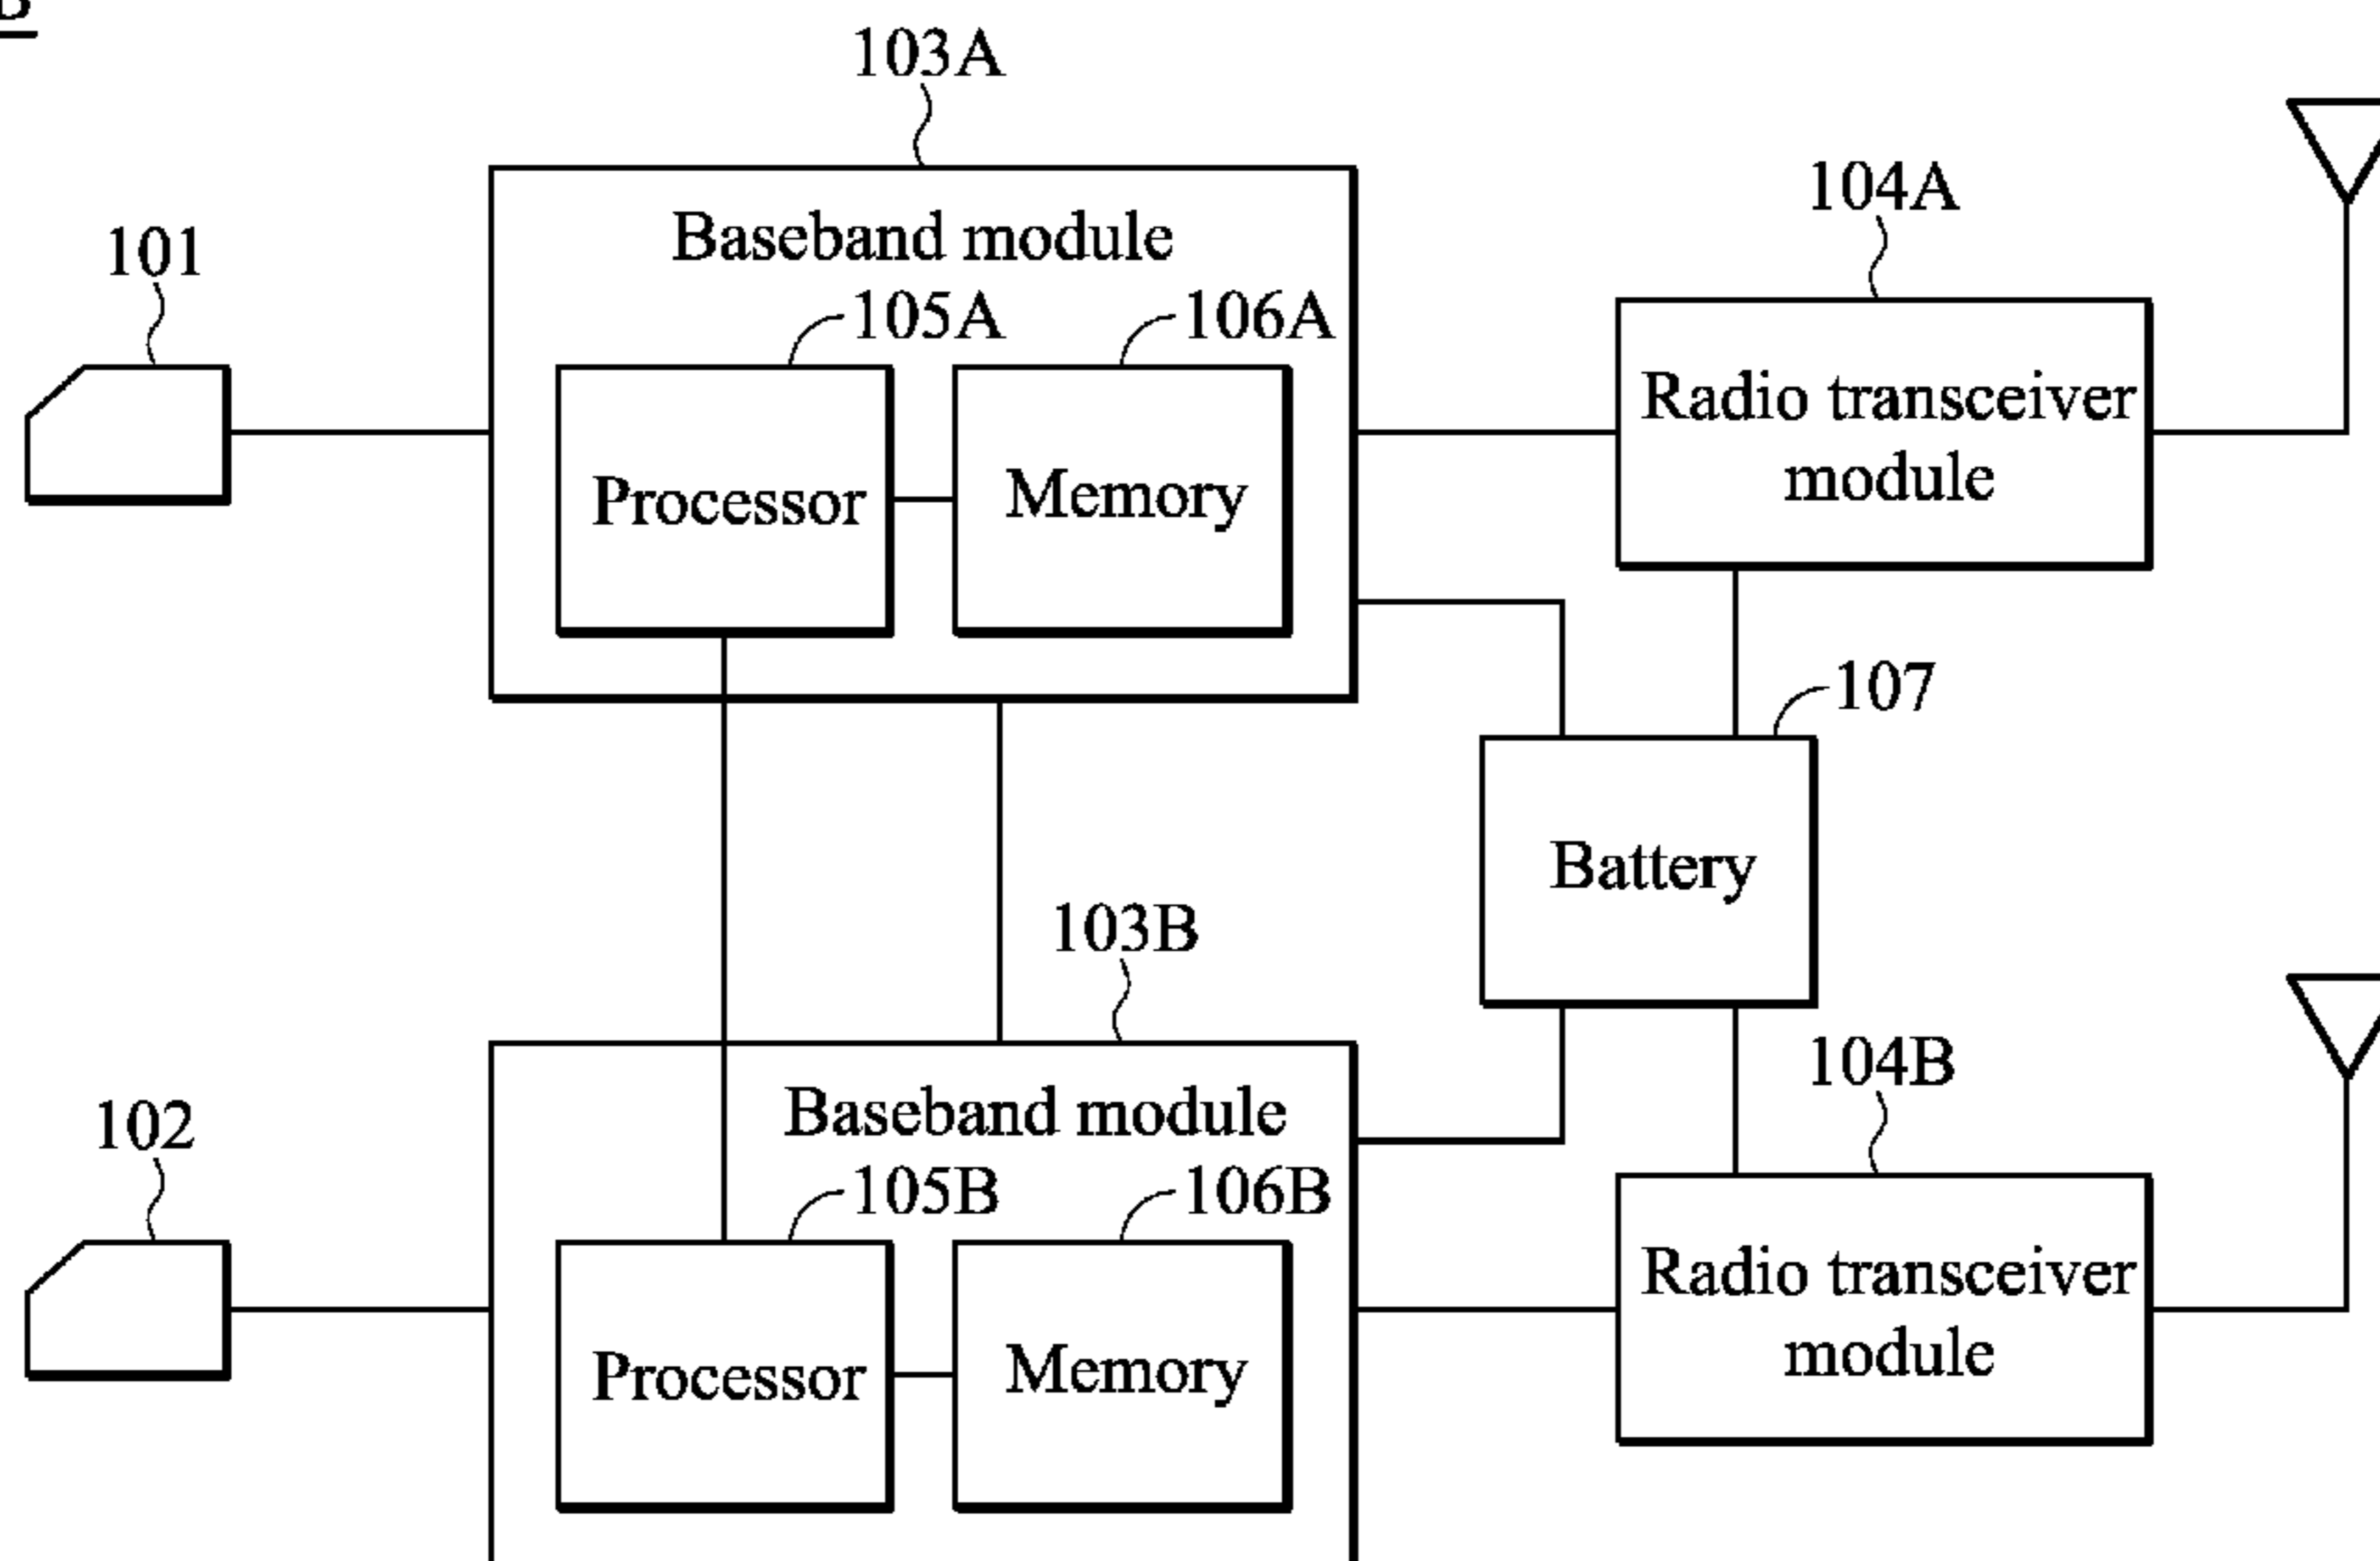 103A
104A
101
Baseband module
105A
106A
Radio transceiver
module
Processor
Memory
107
Battery
103B
104B
102
Baseband module
105B
106B
Radio transceiver
module
Processor
Memory